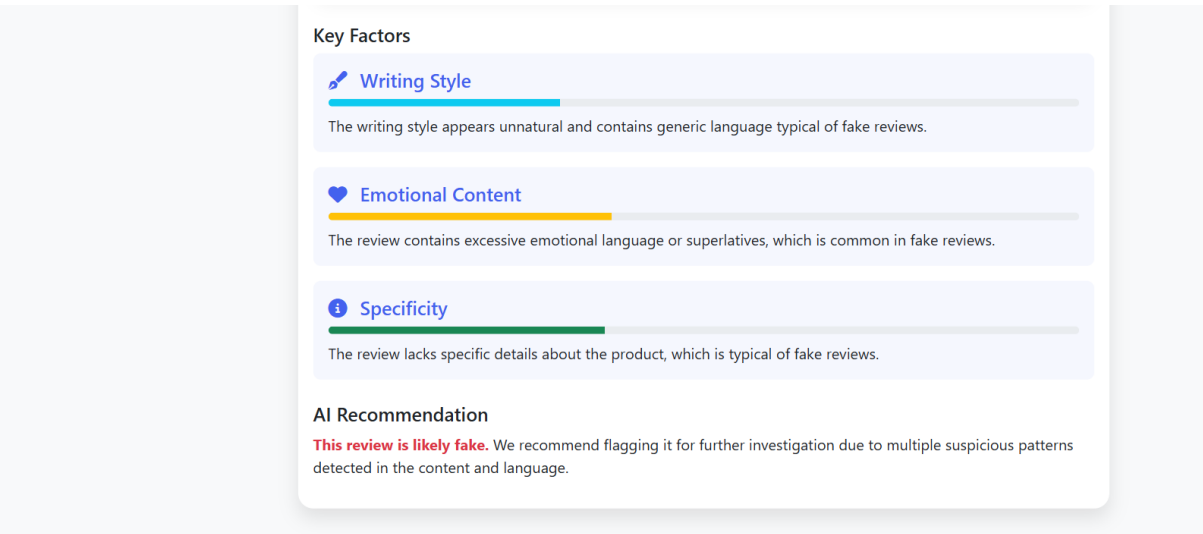 Key Factors
Writing Style
The writing style appears unnatural and contains generic language typical of fake reviews.
Emotional Content
The review contains excessive emotional language or superlatives, which is common in fake reviews.
Specificity
The review lacks specific details about the product, which is typical of fake reviews.
AI Recommendation
This review is likely fake. We recommend flagging it for further investigation due to multiple suspicious patterns
detected in the content and language.